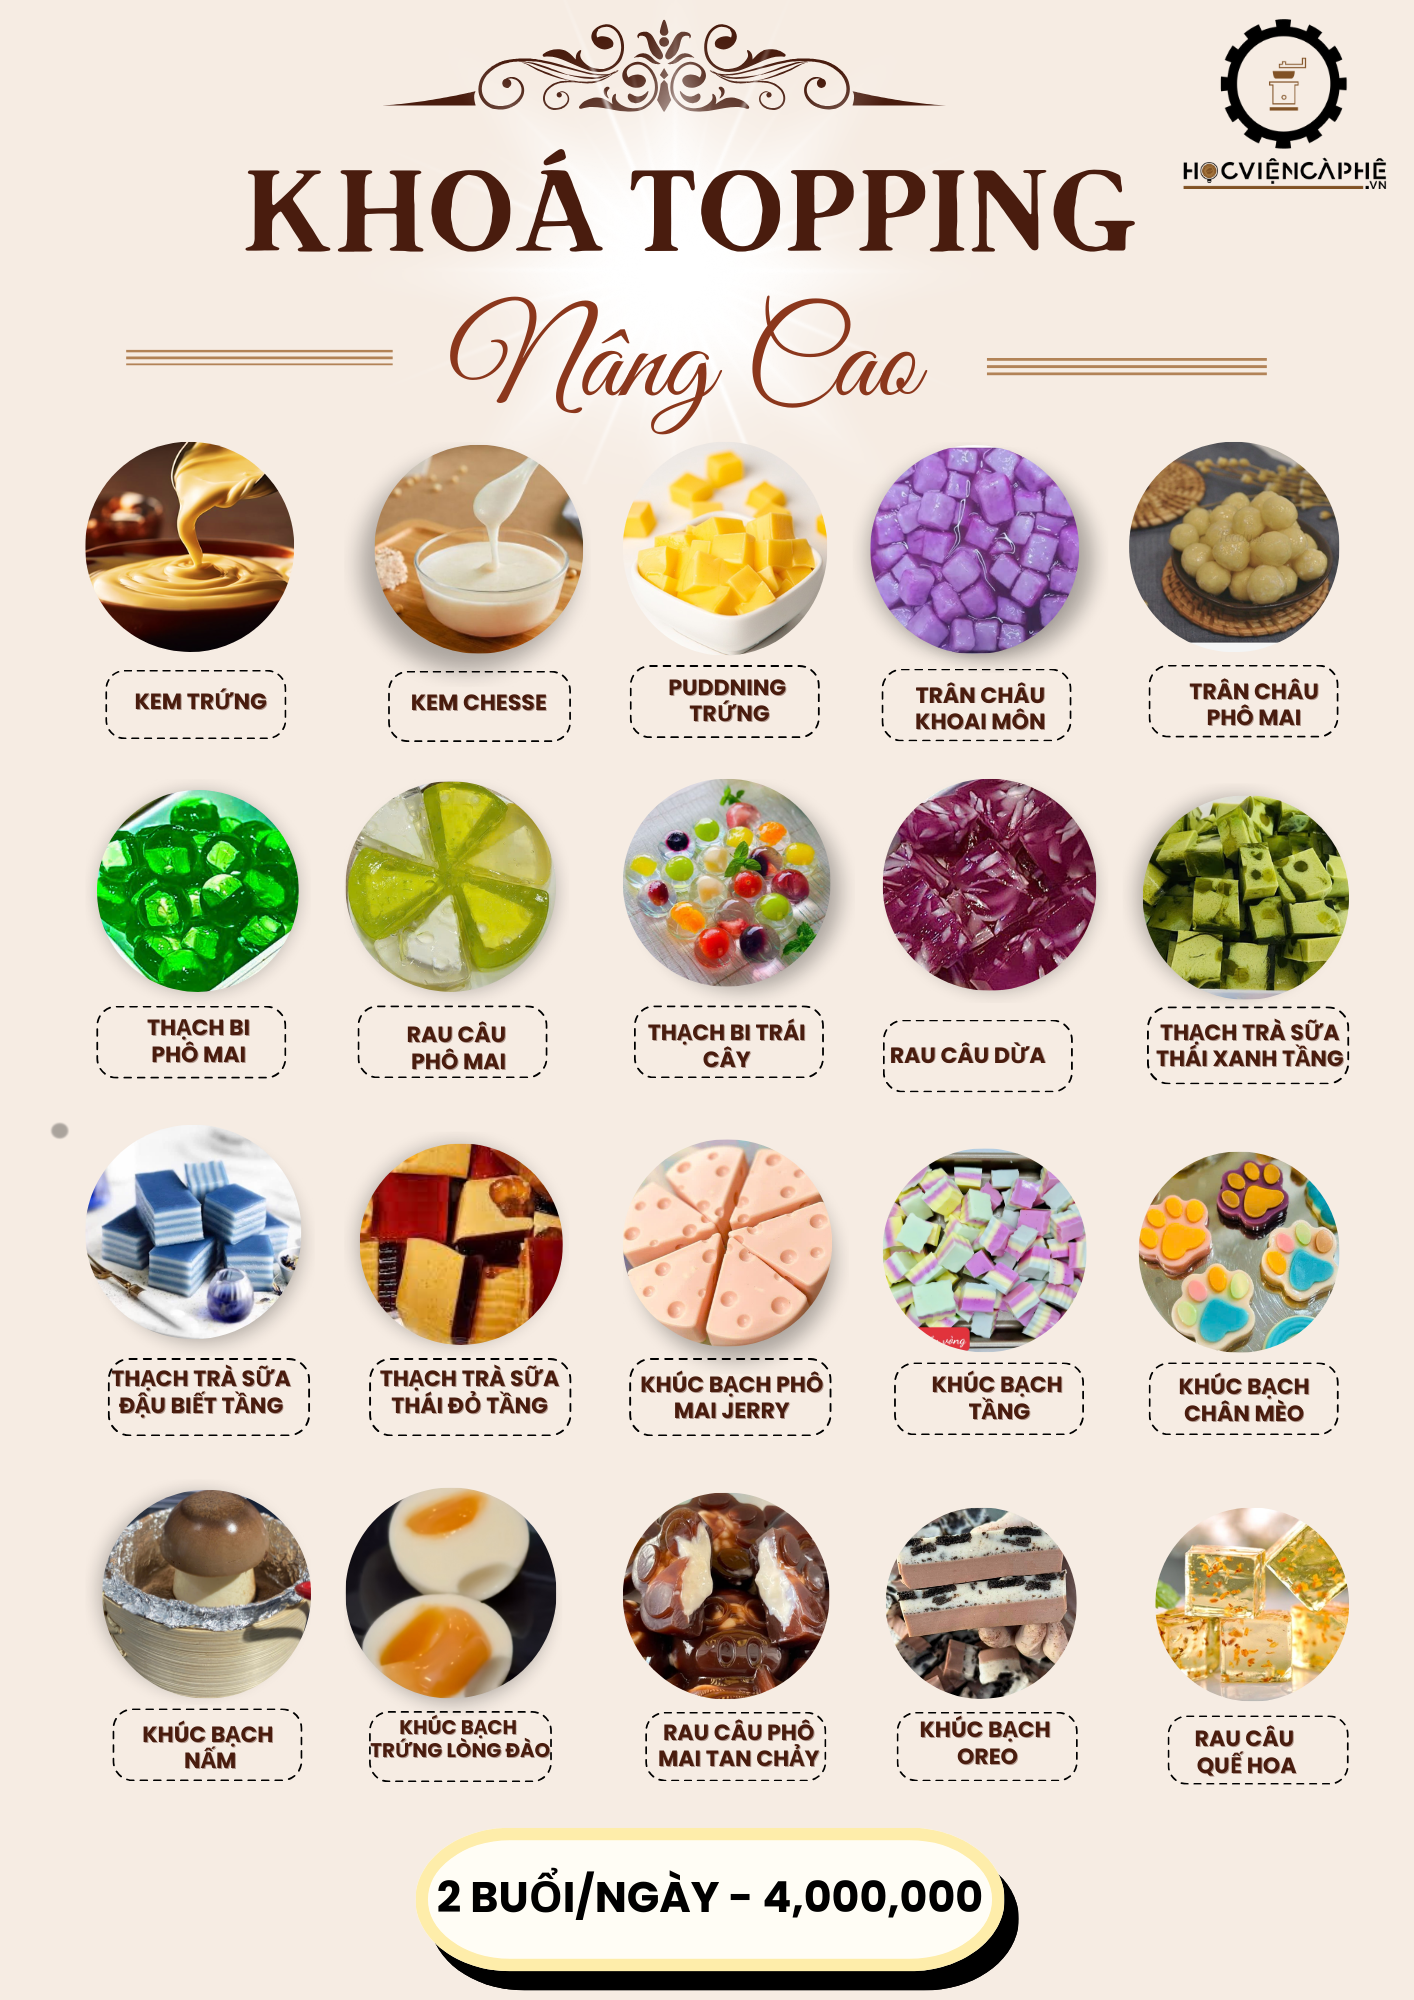 HỌCVIỆNCÀPHÊ
.VN
KHOÁ TOPPING
Nâng Cao
KEM TRỨNG
KEM CHESSE
PUDDNING
TRỨNG
TRÂN CHÂU
KHOAI MÔN
TRÂN CHÂU
PHÔ MAI
THẠCH BI
PHÔ MAI
RAU CÂU
PHÔ MAI
THẠCH BI TRÁI
CÂY
RAU CÂU DỪA
THẠCH TRÀ SỮA
THÁI XANH TẦNG
THẠCH TRÀ SỮA
ĐẬU BIẾT TẦNG
THẠCH TRÀ SỮA
THÁI ĐỎ TẦNG
KHÚC BẠCH PHÔ
MAI JERRY
vòng
KHÚC BẠCH
TẦNG
KHÚC BẠCH
CHÂN MÈO
KHÚC BẠCH
NẤM
KHÚC BẠCH
TRỨNG LÒNG ĐÀO
RAU CÂU PHÔ
MAI TAN CHẢY
KHÚC BẠCH
OREO
RAU CÂU
QUẾ HOA
2 BUỔI/NGÀY - 4,000,000